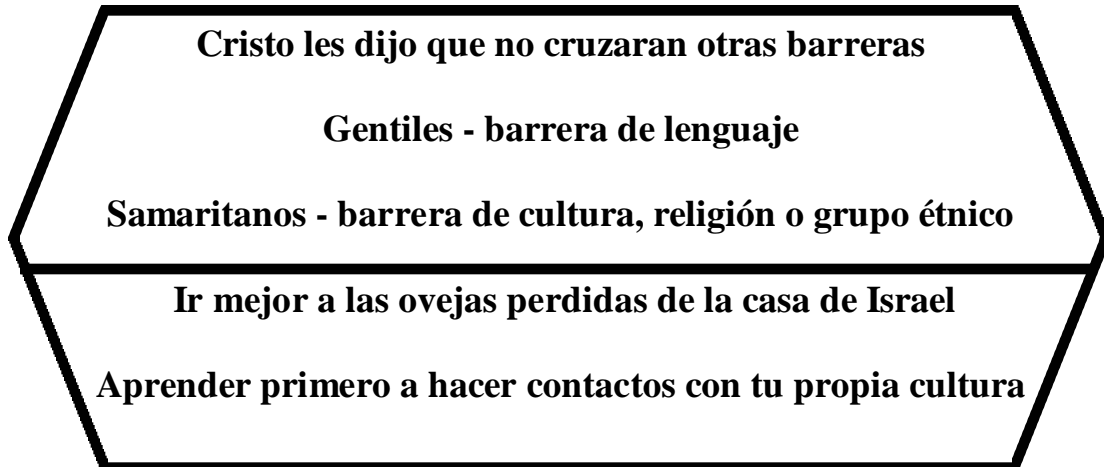 Cristo les dijo que no cruzaran otras barreras
Gentiles - barrera de lenguaje
Samaritanos - barrera de cultura, religión o grupo étnico
Ir mejor a las ovejas perdidas de la casa de Israel
Aprender primero a hacer contactos con tu propia cultura